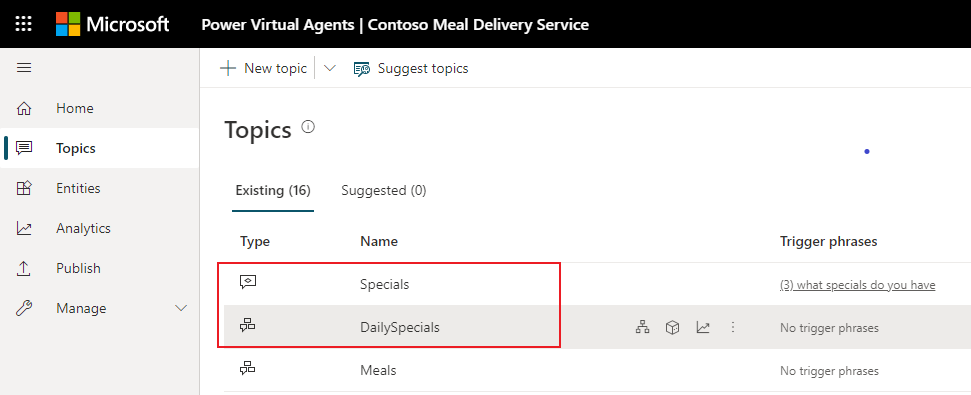 Microsoft Power Virtual Agents | Contoso Meal Delivery Service
New topic Suggest topics
Home
Topics
Entities
Analytics
Publish
Manage
Topics
Existing (16) Suggested (0)
Type Name Trigger phrases
Specials (3) what specials do you have
DailySpecials No trigger phrases
Meals No trigger phrases